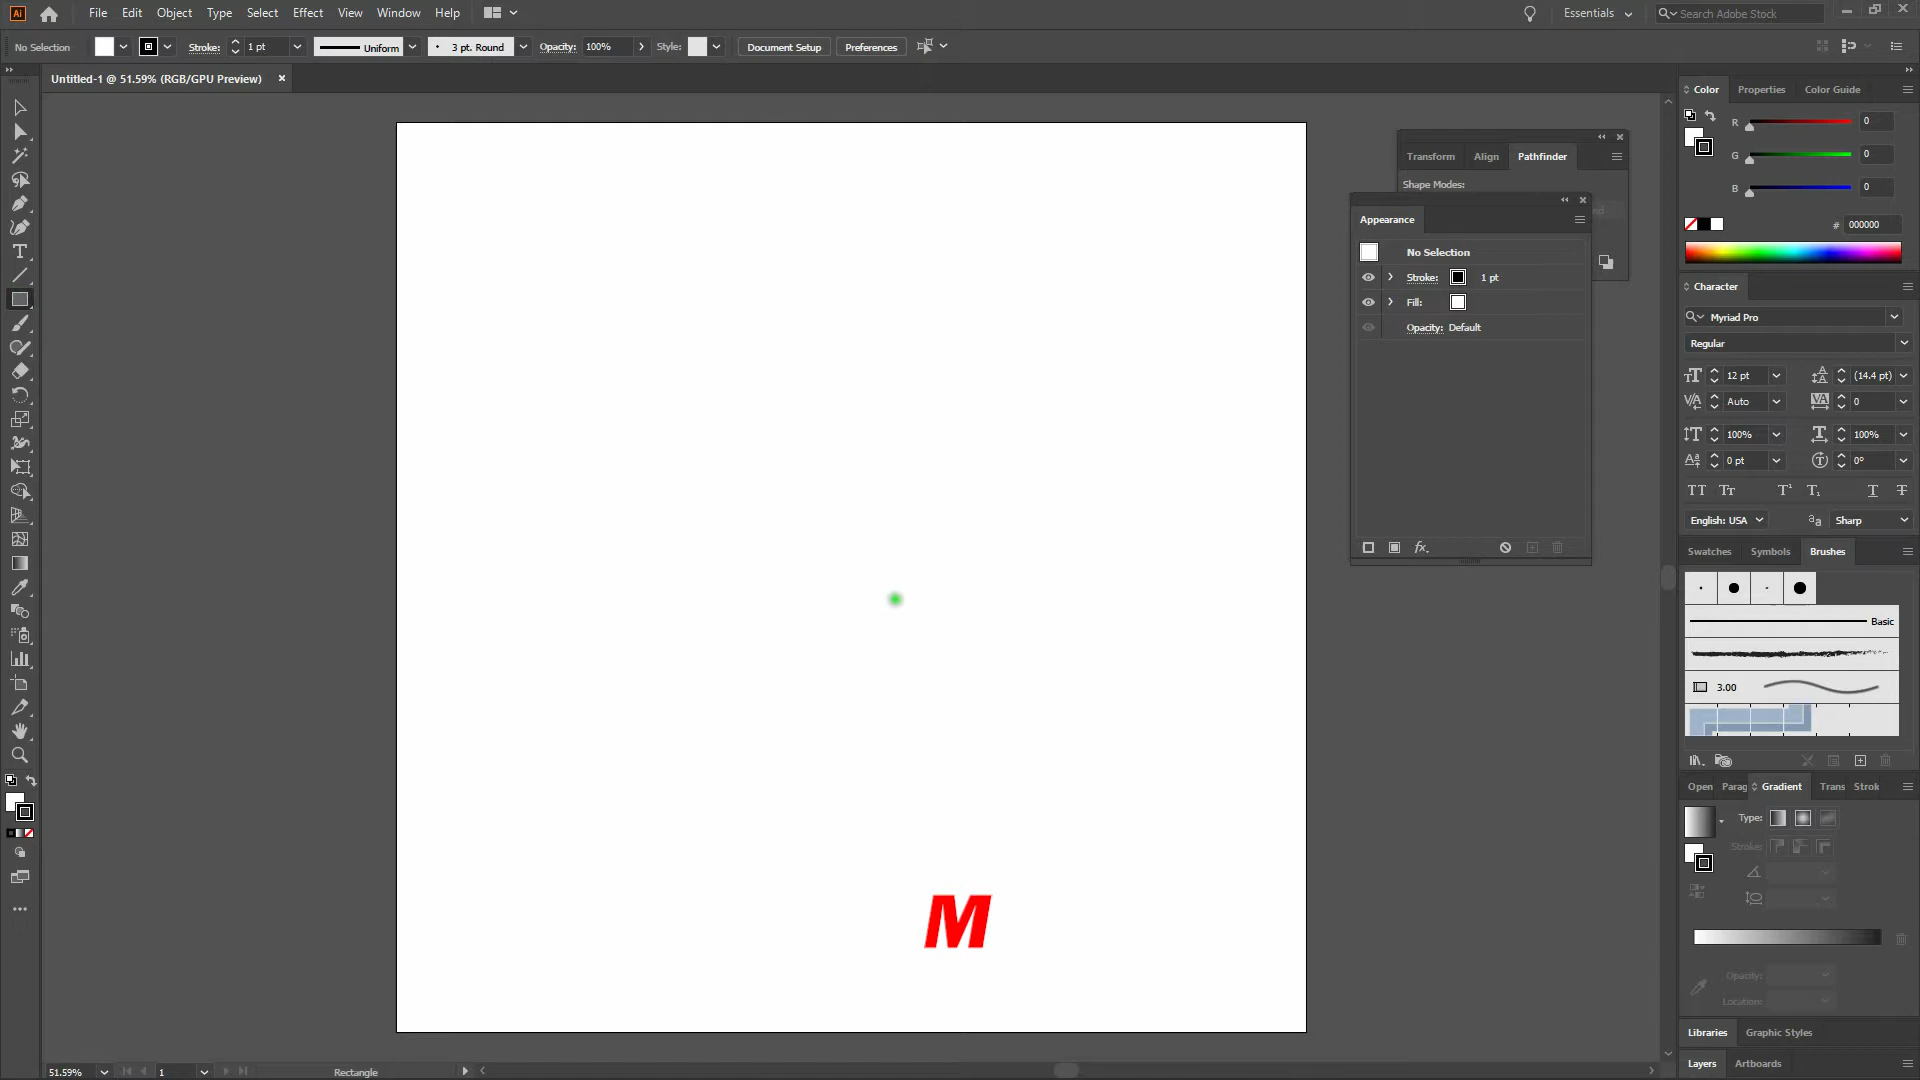 Ai File Edit Object Type Select Effect View Window Help Essentials Search Adobe Stock
No Selection Stroke: 1 pt Uniform 3 pt. Round Opacity: 100% Style: Document Setup Preferences
Untitled-1 @ 51.59% (RGB/GPU Preview)
Color Properties Color Guide
R 0
G 0
B 0
# 000000
Transform Align Pathfinder
Shape Modes:
Appearance
No Selection
Stroke: 1 pt
Fill:
Opacity: Default
fx
Character
Myriad Pro
Regular
12 pt (14.4 pt)
Auto 0
100% 100%
0 pt 0°
English: USA Sharp
Swatches Symbols Brushes
Basic
3.00
Open Parag Gradient Trans Strok
Type:
Stroke:
Opacity:
Location:
M
Libraries Graphic Styles
Layers Artboards
51.59% 1 Rectangle